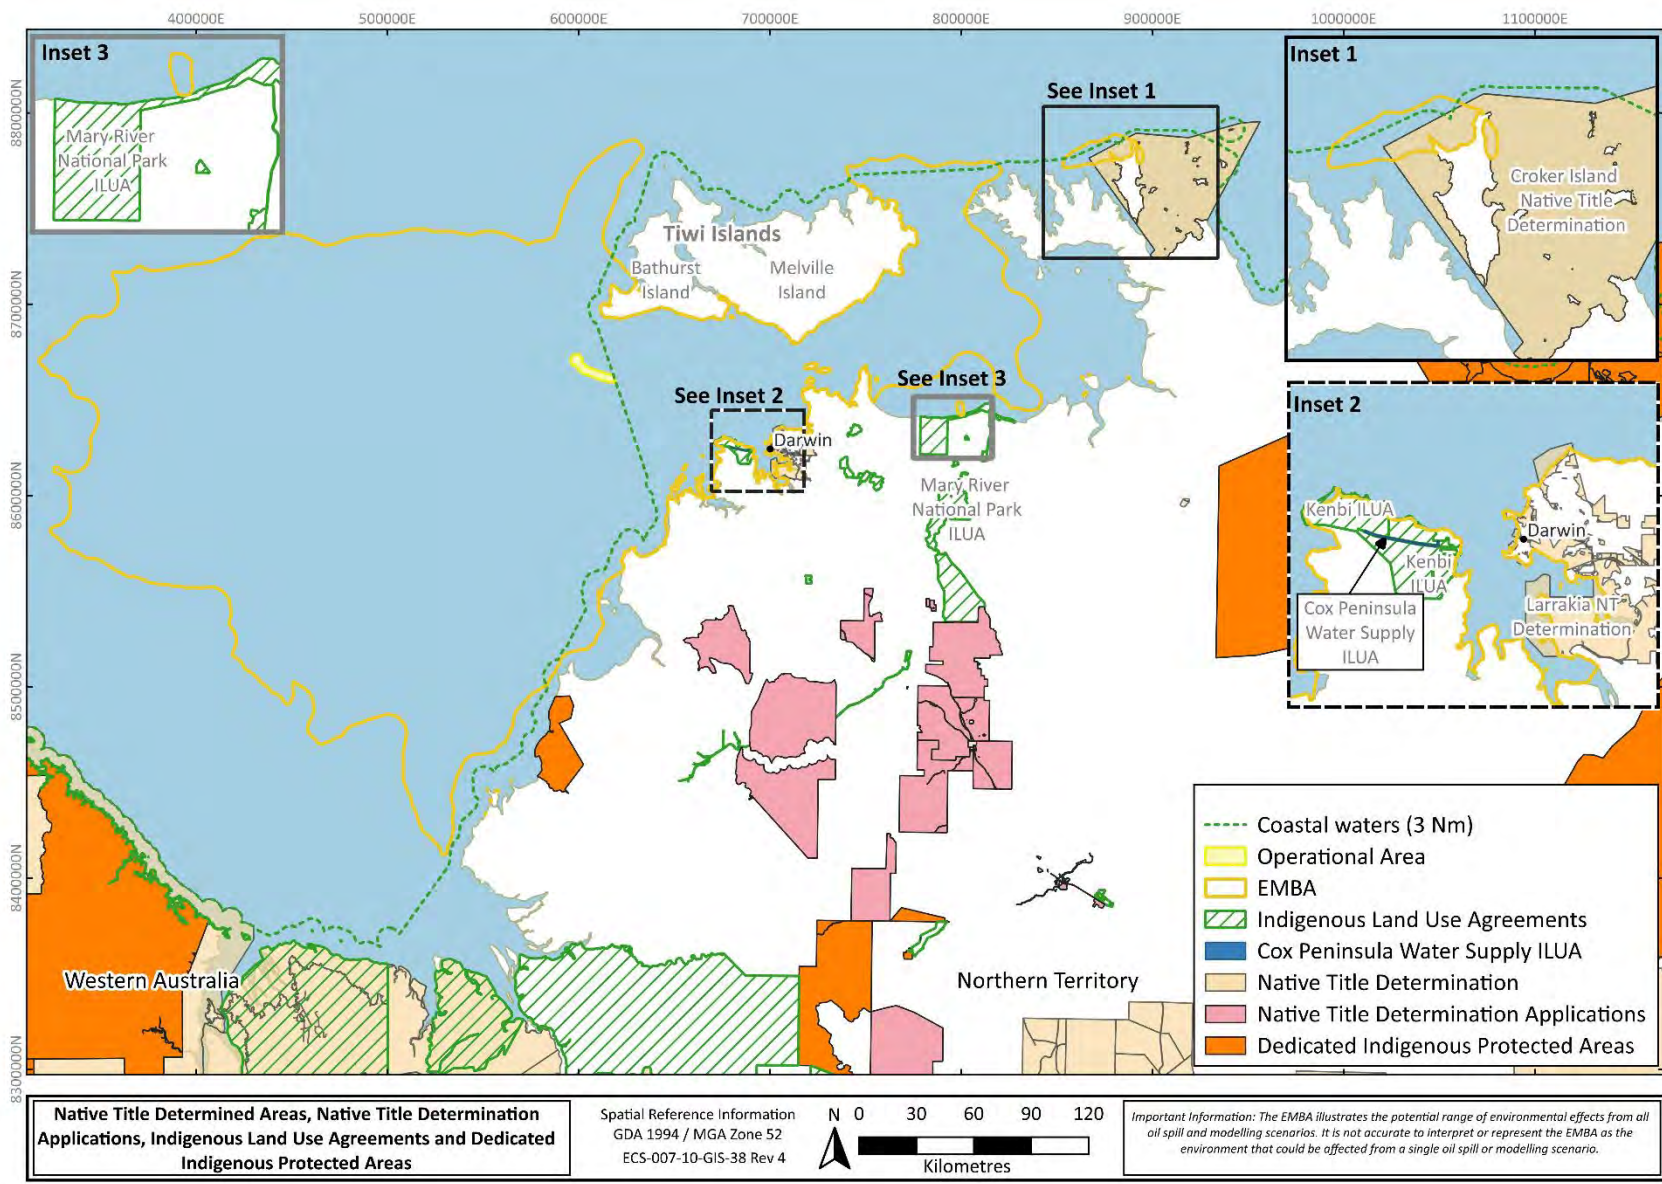 400000E 500000E 600000E 700000E 800000E 900000E 1000000E 1100000E
8800000N
8700000N
8600000N
8500000N
8400000N
8300000N
Inset 3
Mary River
National Park
ILUA
See Inset 1
Inset 1
Croker Island
Native Title
Determination
Tiwi Islands
Bathurst
Island
Melville
Island
See Inset 3
See Inset 2
Darwin
Mary River
National Park
ILUA
Inset 2
Kenbi ILUA
Darwin
Kenbi
ILUA
Cox Peninsula
Water Supply
ILUA
Larrakia NT
Determination
Western Australia
Northern Territory
Coastal waters (3 Nm)
Operational Area
EMBA
Indigenous Land Use Agreements
Cox Peninsula Water Supply ILUA
Native Title Determination
Native Title Determination Applications
Dedicated Indigenous Protected Areas
Native Title Determined Areas, Native Title Determination
Applications, Indigenous Land Use Agreements and Dedicated
Indigenous Protected Areas
Spatial Reference Information
GDA 1994 / MGA Zone 52
ECS-007-10-GIS-38 Rev 4
N 0 30 60 90 120
Kilometres
Important Information: The EMBA illustrates the potential range of environmental effects from all
oil spill and modelling scenarios. It is not accurate to interpret or represent the EMBA as the
environment that could be affected from a single oil spill or modelling scenario.